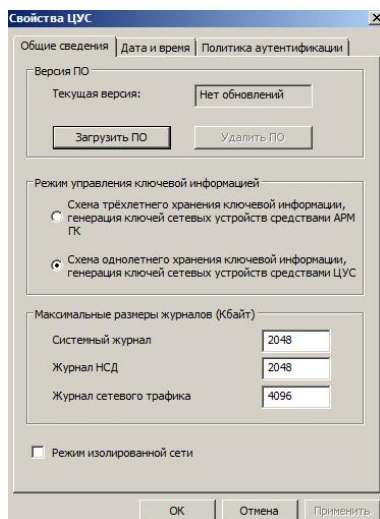 Свойства ЦУС
Общие сведения
Дата и время
Политика аутентификации
Версия ПО
Текущая версия:
Нет обновлений
Загрузить ПО
Удалить ПО
Режим управления ключевой информацией
Схема трёхлетнего хранения ключевой информации,
генерация ключей сетевых устройств средствами АРМ
ГК
Схема однолетнего хранения ключевой информации,
генерация ключей сетевых устройств средствами ЦУС
Максимальные размеры журналов (Кбайт)
Системный журнал
2048
Журнал НСД
2048
Журнал сетевого трафика
4096
Режим изолированной сети
ОК
Отмена
Применить